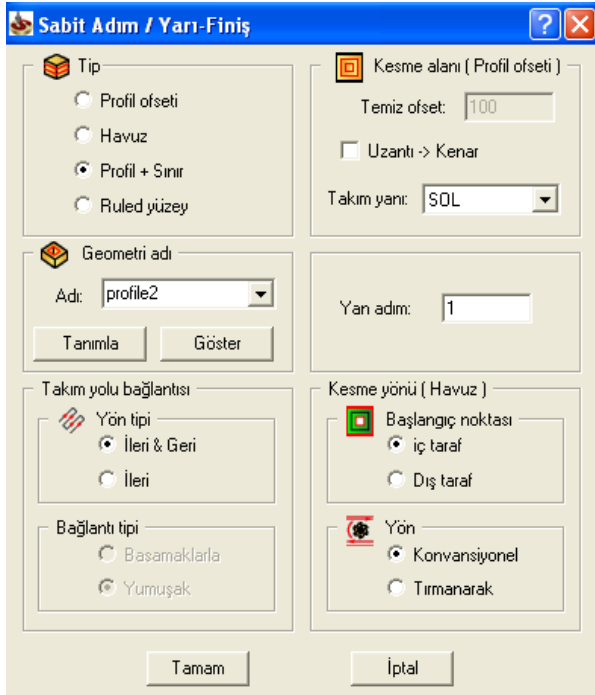 Sabit Adım / Yarı-Finiş
Tip
Profil ofseti
Havuz
Profil + Sınır
Ruled yüzey
Kesme alanı ( Profil ofseti )
Temiz ofset: 100
Uzantı -> Kenar
Takım yanı: SOL
Geometri adı
Adı: profile2
Tanımla Göster
Yan adım: 1
Takım yolu bağlantısı
Yön tipi
İleri & Geri
İleri
Bağlantı tipi
Basamaklarla
Yumuşak
Kesme yönü ( Havuz )
Başlangıç noktası
iç taraf
Dış taraf
Yön
Konvansiyonel
Tırmanarak
Tamam İptal